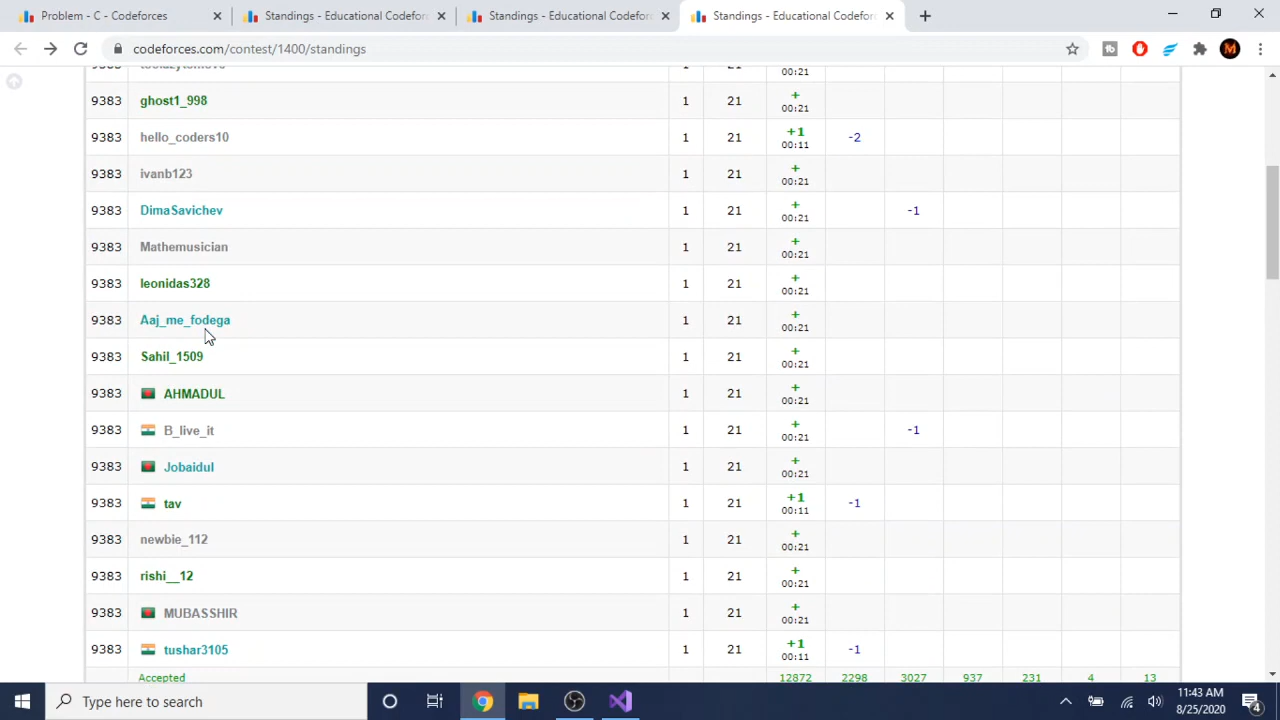 Problem - C - Codeforces
Standings - Educational Codefor
Standings - Educational Codefor
Standings - Educational Codefor
codeforces.com/contest/1400/standings
00:21
9383 ghost1_998 1 21 +
00:21
9383 hello_coders10 1 21 +1 -2
00:11
9383 ivanb123 1 21 +
00:21
9383 DimaSavichev 1 21 + -1
00:21
9383 Mathemusician 1 21 +
00:21
9383 leonidas328 1 21 +
00:21
9383 Aaj_me_fodega 1 21 +
00:21
9383 Sahil_1509 1 21 +
00:21
9383 AHMADUL 1 21 +
00:21
9383 B_live_it 1 21 + -1
00:21
9383 Jobaidul 1 21 +
00:21
9383 tav 1 21 +1 -1
00:11
9383 newbie_112 1 21 +
00:21
9383 rishi__12 1 21 +
00:21
9383 MUBASSHIR 1 21 +
00:21
9383 tushar3105 1 21 +1 -1
00:11
Accepted 12872 2298 3027 937 231 4 13
Type here to search
11:43 AM
8/25/2020
4